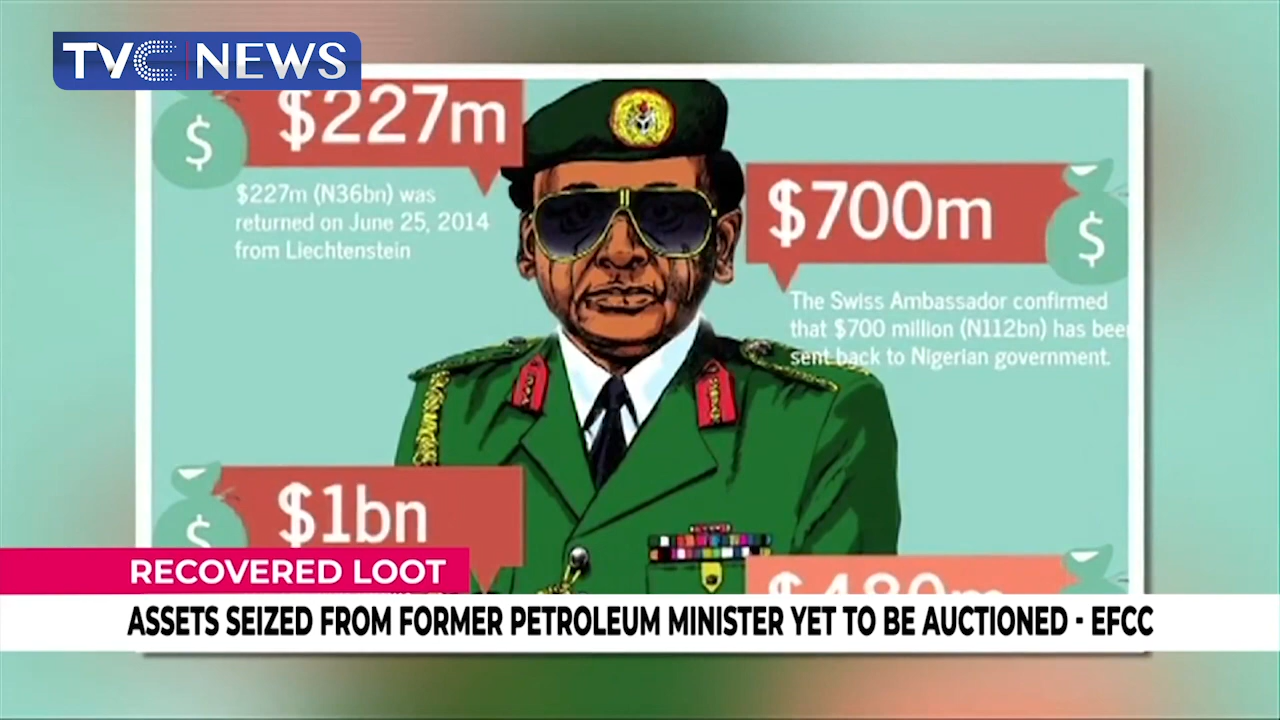 TVC NEWS
$227m
$
$227m (N36bn) was
returned on June 25, 2014
from Liechtenstein
$700m
$
The Swiss Ambassador confirmed
that $700 million (N112bn) has been
sent back to Nigerian government.
$1bn
$
$480m
RECOVERED LOOT
ASSETS SEIZED FROM FORMER PETROLEUM MINISTER YET TO BE AUCTIONED - EFCC